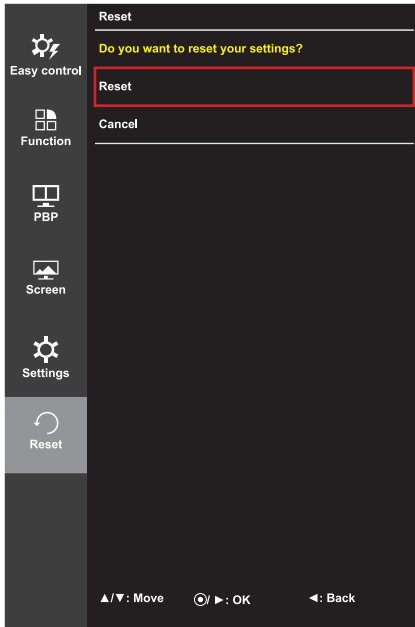 Reset
Do you want to reset your settings?
Reset
Cancel
Easy control
Function
PBP
Screen
Settings
Reset
▲/▼: Move ◉/ ►: OK ◄: Back